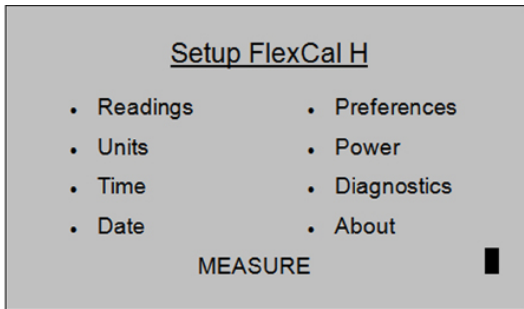 Setup FlexCal H
Readings
Preferences
Units
Power
Time
Diagnostics
Date
About
MEASURE